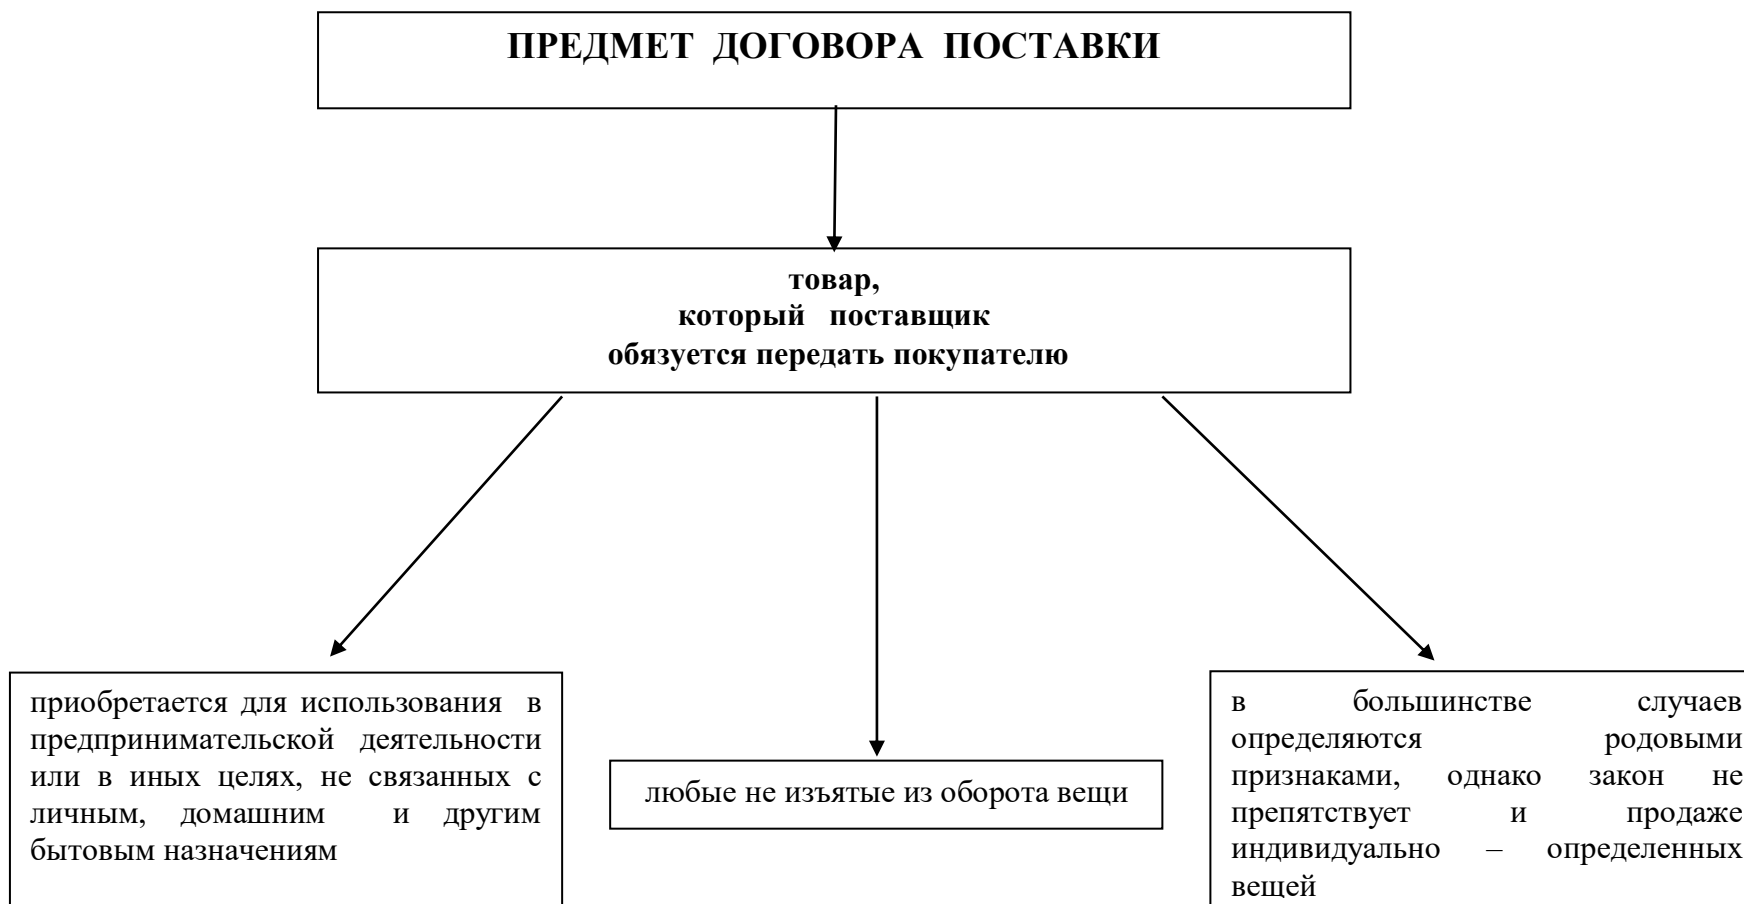 ПРЕДМЕТ ДОГОВОРА ПОСТАВКИ
товар,
который поставщик
обязуется передать покупателю
приобретается для использования в
предпринимательской деятельности
или в иных целях, не связанных с
личным, домашним и другим
бытовым назначениям
любые не изъятые из оборота вещи
в большинстве случаев
определяются родовыми
признаками, однако закон не
препятствует и продаже
индивидуально – определенных
вещей